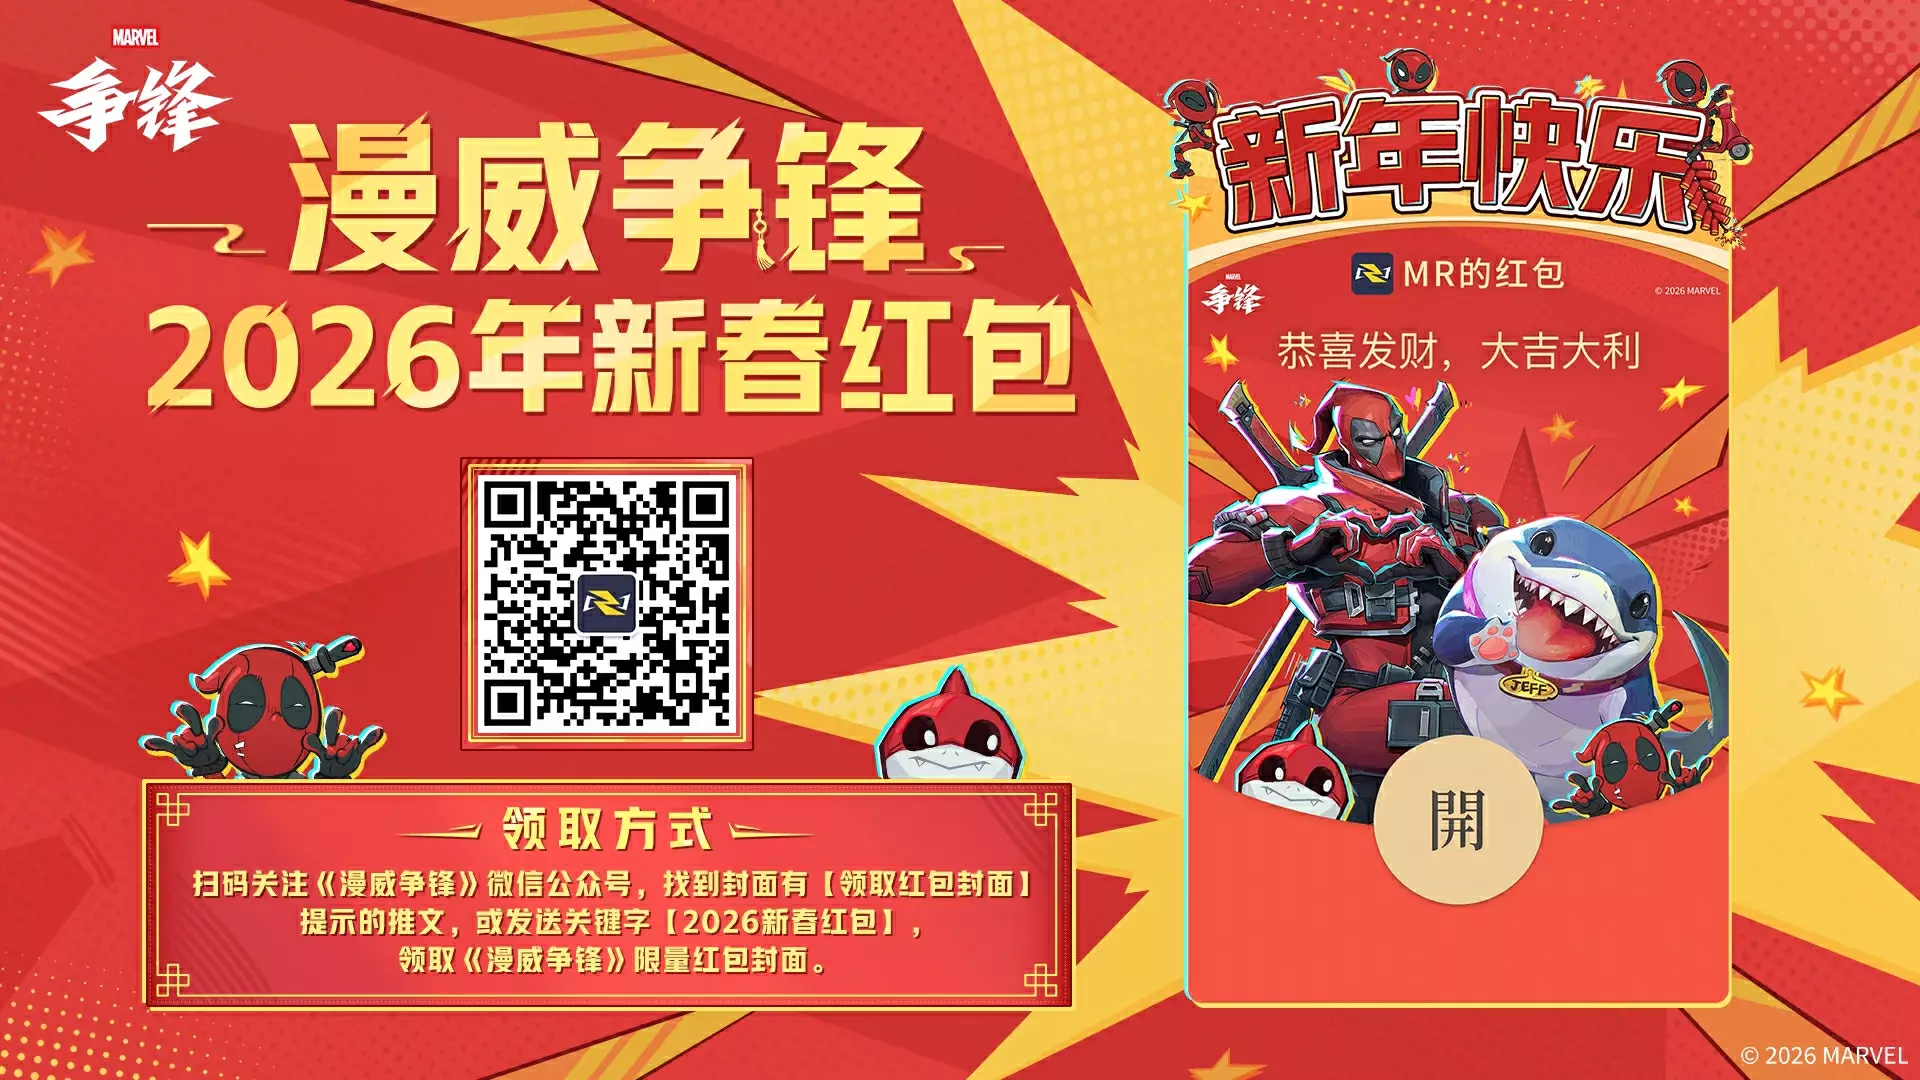 MARVEL
争锋
漫威争锋
2026年新春红包
领取方式
扫码关注《漫威争锋》微信公众号，找到封面有【领取红包封面】
提示的推文，或发送关键字【2026新春红包】，
领取《漫威争锋》限量红包封面。
新年快乐
MR的红包
MARVEL
争锋
© 2026 MARVEL
恭喜发财，大吉大利
JEFF
開
© 2026 MARVEL